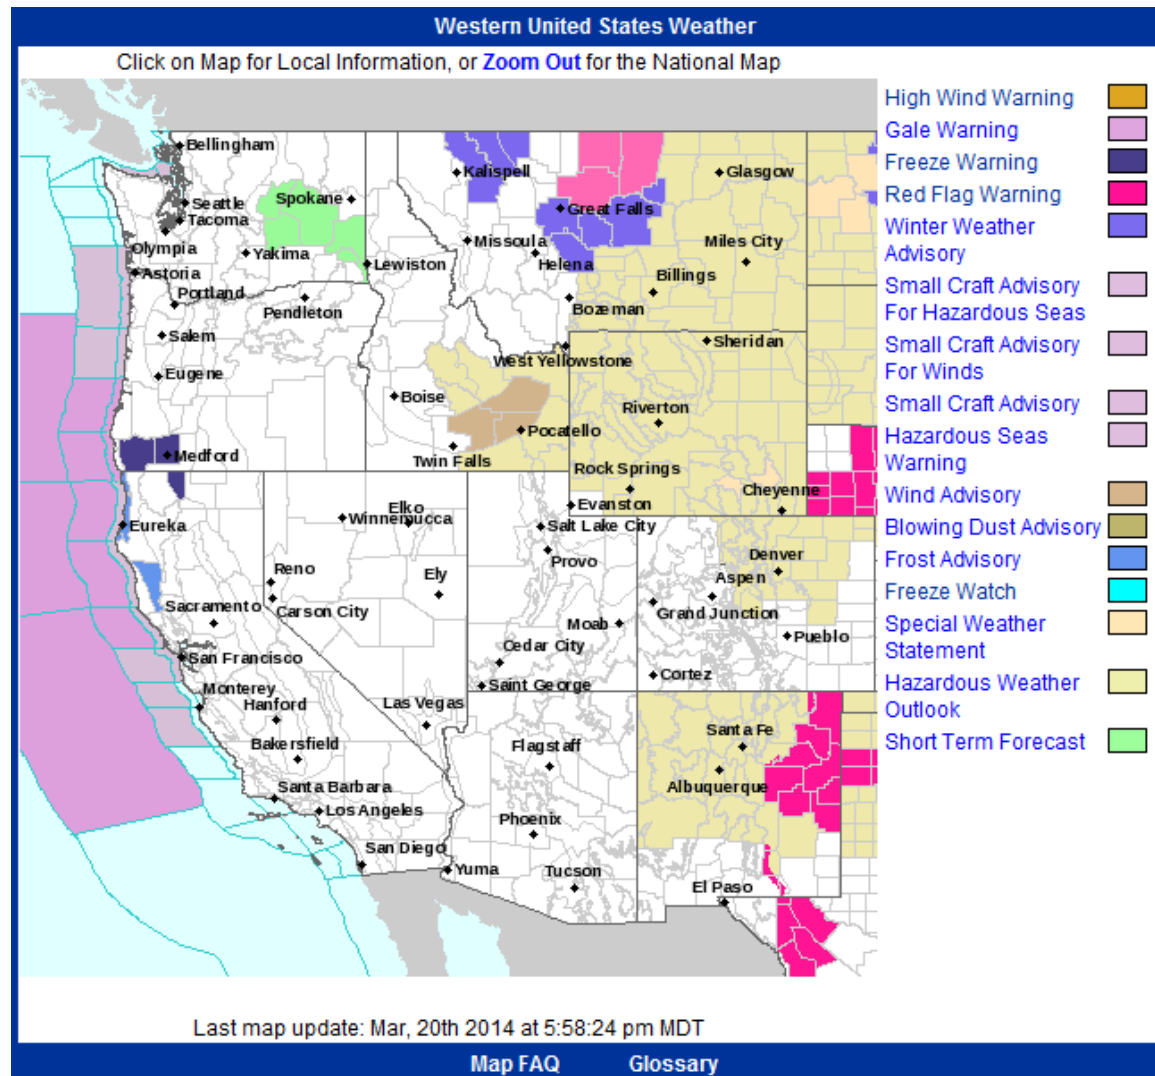 Western United States Weather
Click on Map for Local Information, or Zoom Out for the National Map
High Wind Warning
Gale Warning
Freeze Warning
Red Flag Warning
Winter Weather
Advisory
Small Craft Advisory
For Hazardous Seas
Small Craft Advisory
For Winds
Small Craft Advisory
Hazardous Seas
Warning
Wind Advisory
Blowing Dust Advisory
Frost Advisory
Freeze Watch
Special Weather
Statement
Hazardous Weather
Outlook
Short Term Forecast
Bellingham
Kalispell
Glasgow
Seattle
Spokane
Great Falls
Tacoma
Olympia
Yakima
Missoula
Miles City
Helena
Astoria
Lewiston
Billings
Portland
Pendleton
Bozeman
Salem
Sheridan
West Yellowstone
Eugene
Boise
Riverton
Pocatello
Medford
Twin Falls
Rock Springs
Cheyenne
Evanston
Elko
Eureka
Winnemucca
Salt Lake City
Denver
Provo
Reno
Ely
Aspen
Sacramento
Carson City
Grand Junction
Moab
Pueblo
Cedar City
San Francisco
Cortez
Saint George
Monterey
Hanford
Las Vegas
Santa Fe
Bakersfield
Flagstaff
Albuquerque
Santa Barbara
Los Angeles
Phoenix
San Diego
Yuma
Tucson
El Paso
Last map update: Mar, 20th 2014 at 5:58:24 pm MDT
Map FAQ Glossary